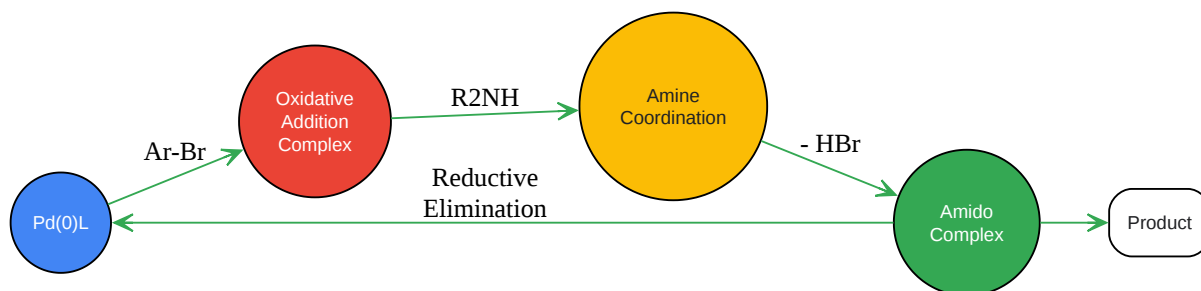 Pd(0)L
Ar-Br
Oxidative
Addition
Complex
R2NH
Amine
Coordination
- HBr
Reductive
Elimination
Amido
Complex
Product